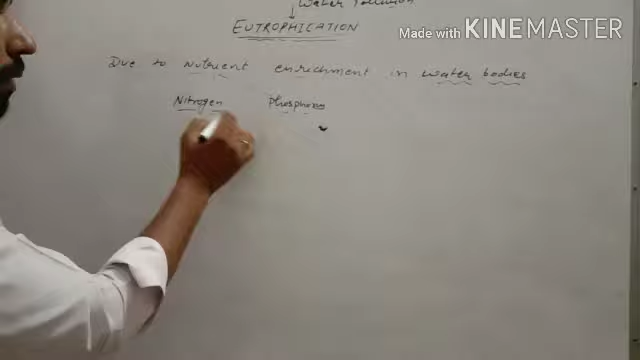 Water Pollution
EUTROPHICATION
Made with KINEMASTER
Due to Nutrient enrichment in water bodies
Nitrogen Phosphorus